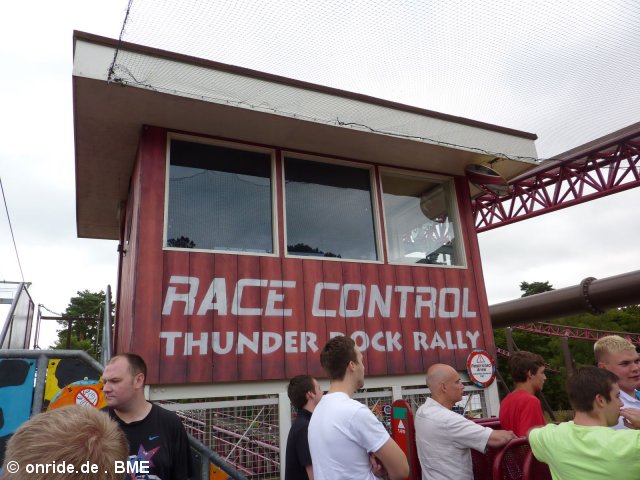 RACE CONTROL
THUNDER ROCK RALLY
© onride.de . BME